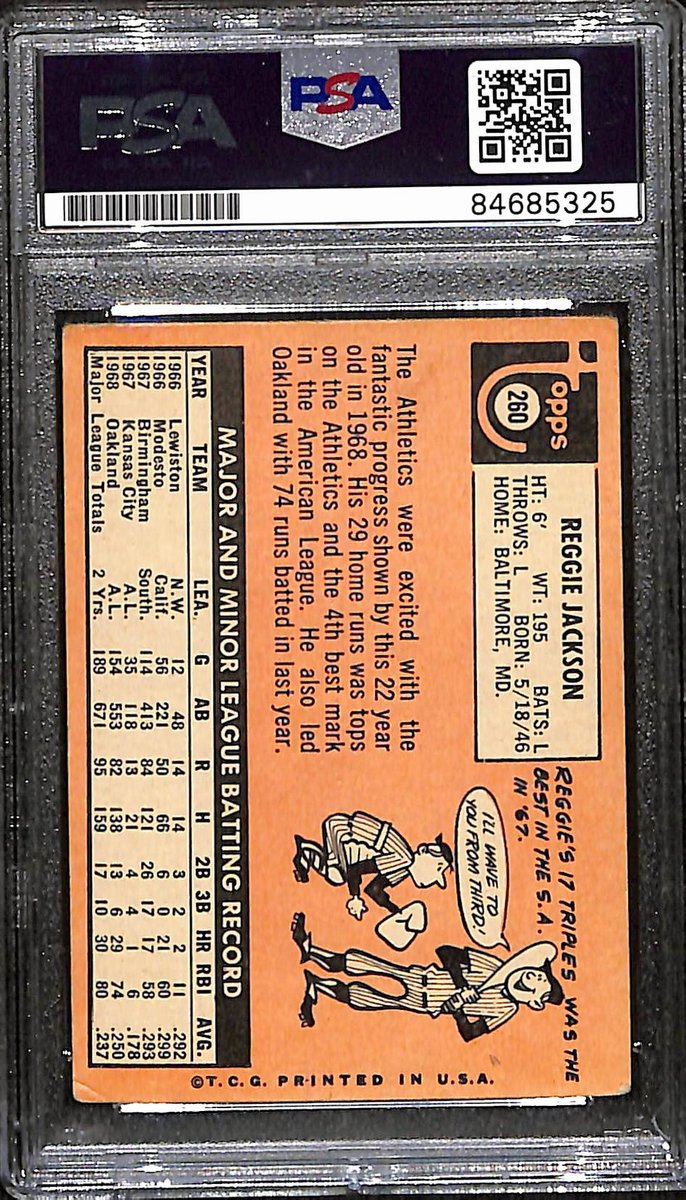 PSA
PSA
84685325
Topps
260
REGGIE JACKSON
HT: 6' WT: 195 BATS: L
THROWS: L BORN: 5/18/46
HOME: BALTIMORE, MD.
REGGIE'S 17 TRIPLES WAS THE
BEST IN THE S.A.
IN '67.
I'LL WAVE TO
YOU FROM THIRD!
The Athletics were excited with the
fantastic progress shown by this 22 year
old in 1968. His 29 home runs was tops
on the Athletics and the 4th best mark
in the American League. He also led
Oakland with 74 runs batted in last year.
MAJOR AND MINOR LEAGUE BATTING RECORD
YEAR TEAM LEA. G AB R H 2B 3B HR RBI AVG.
1966 Lewiston N.W. 12 48 14 14 3 2 2 11 .292
1966 Modesto Calif. 56 221 50 66 6 0 21 60 .299
1967 Birmingham South. 114 413 84 121 26 17 17 58 .293
1967 Kansas City A.L. 35 118 13 21 4 4 1 6 .178
1968 Oakland A.L. 154 553 82 138 13 6 29 74 .250
Major League Totals 2 Yrs. 189 671 95 159 17 10 30 80 .237
©T.C.G. PRINTED IN U.S.A.